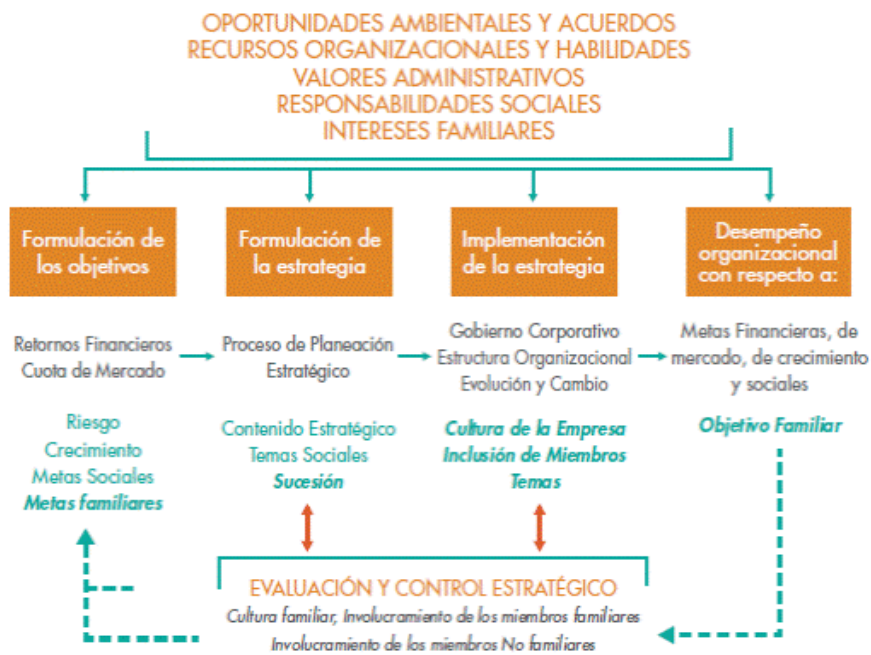 OPORTUNIDADES AMBIENTALES Y ACUERDOS
RECURSOS ORGANIZACIONALES Y HABILIDADES
VALORES ADMINISTRATIVOS
RESPONSABILIDADES SOCIALES
INTERESES FAMILIARES
Formulación de
los objetivos
Retornos Financieros
Cuota de Mercado
Riesgo
Crecimiento
Metas Sociales
Metas familiares
Formulación de
la estrategia
Proceso de Planeación
Estratégico
Contenido Estratégico
Temas Sociales
Sucesión
Implementación
de la estrategia
Gobierno Corporativo
Estructura Organizacional
Evolución y Cambio
Cultura de la Empresa
Inclusión de Miembros
Temas
Desempeño
organizacional
con respecto a:
Metas Financieras, de
mercado, de crecimiento
y sociales
Objetivo Familiar
EVALUACIÓN Y CONTROL ESTRATÉGICO
Cultura familiar, Involucramiento de los miembros familiares
Involucramiento de los miembros No familiares